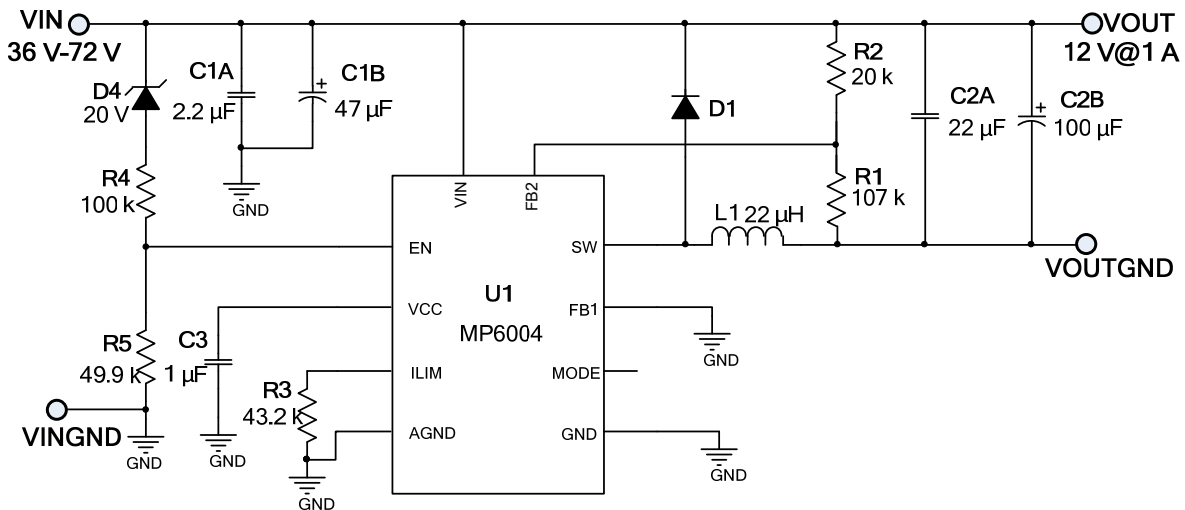 VIN
36 V-72 V
D4
20 V
C1A
2.2 µF
C1B
47 µF
GND
R4
100 k
R5
49.9 k
VINGND
GND
C3
1 µF
GND
R3
43.2 k
GND
VIN
FB2
EN
VCC
ILIM
AGND
U1
MP6004
SW
FB1
MODE
GND
D1
L1 22 µH
R2
20 k
R1
107 k
C2A
22 µF
C2B
100 µF
VOUT
12 V@1 A
VOUTGND
GND
GND